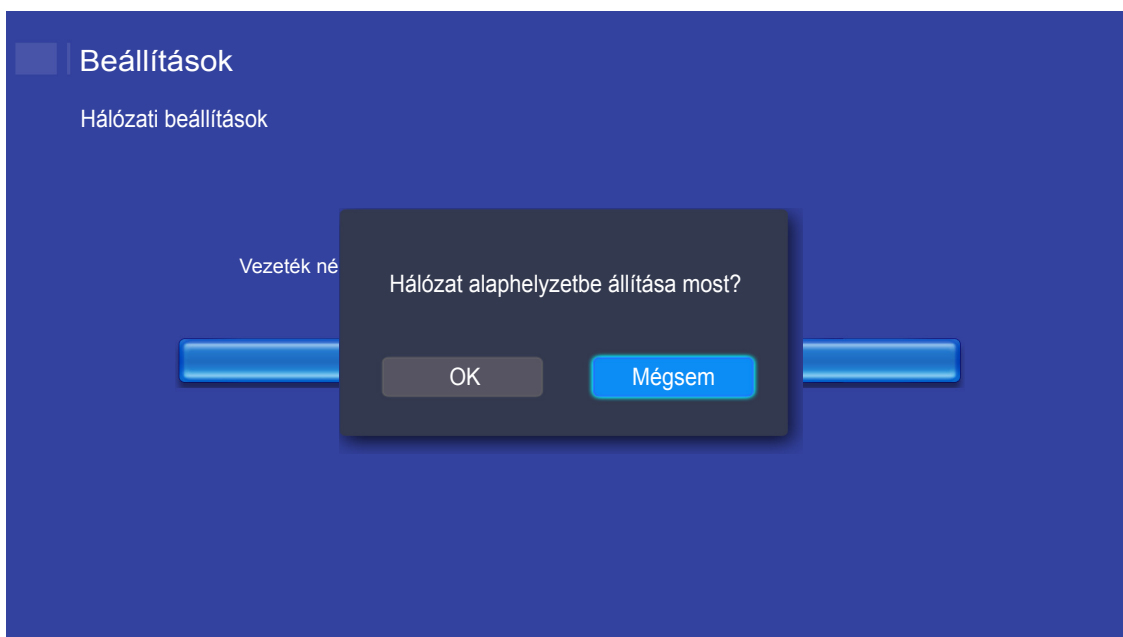 Beállítások
Hálózati beállítások
Vezeték né
Hálózat alaphelyzetbe állítása most?
OK
Mégsem